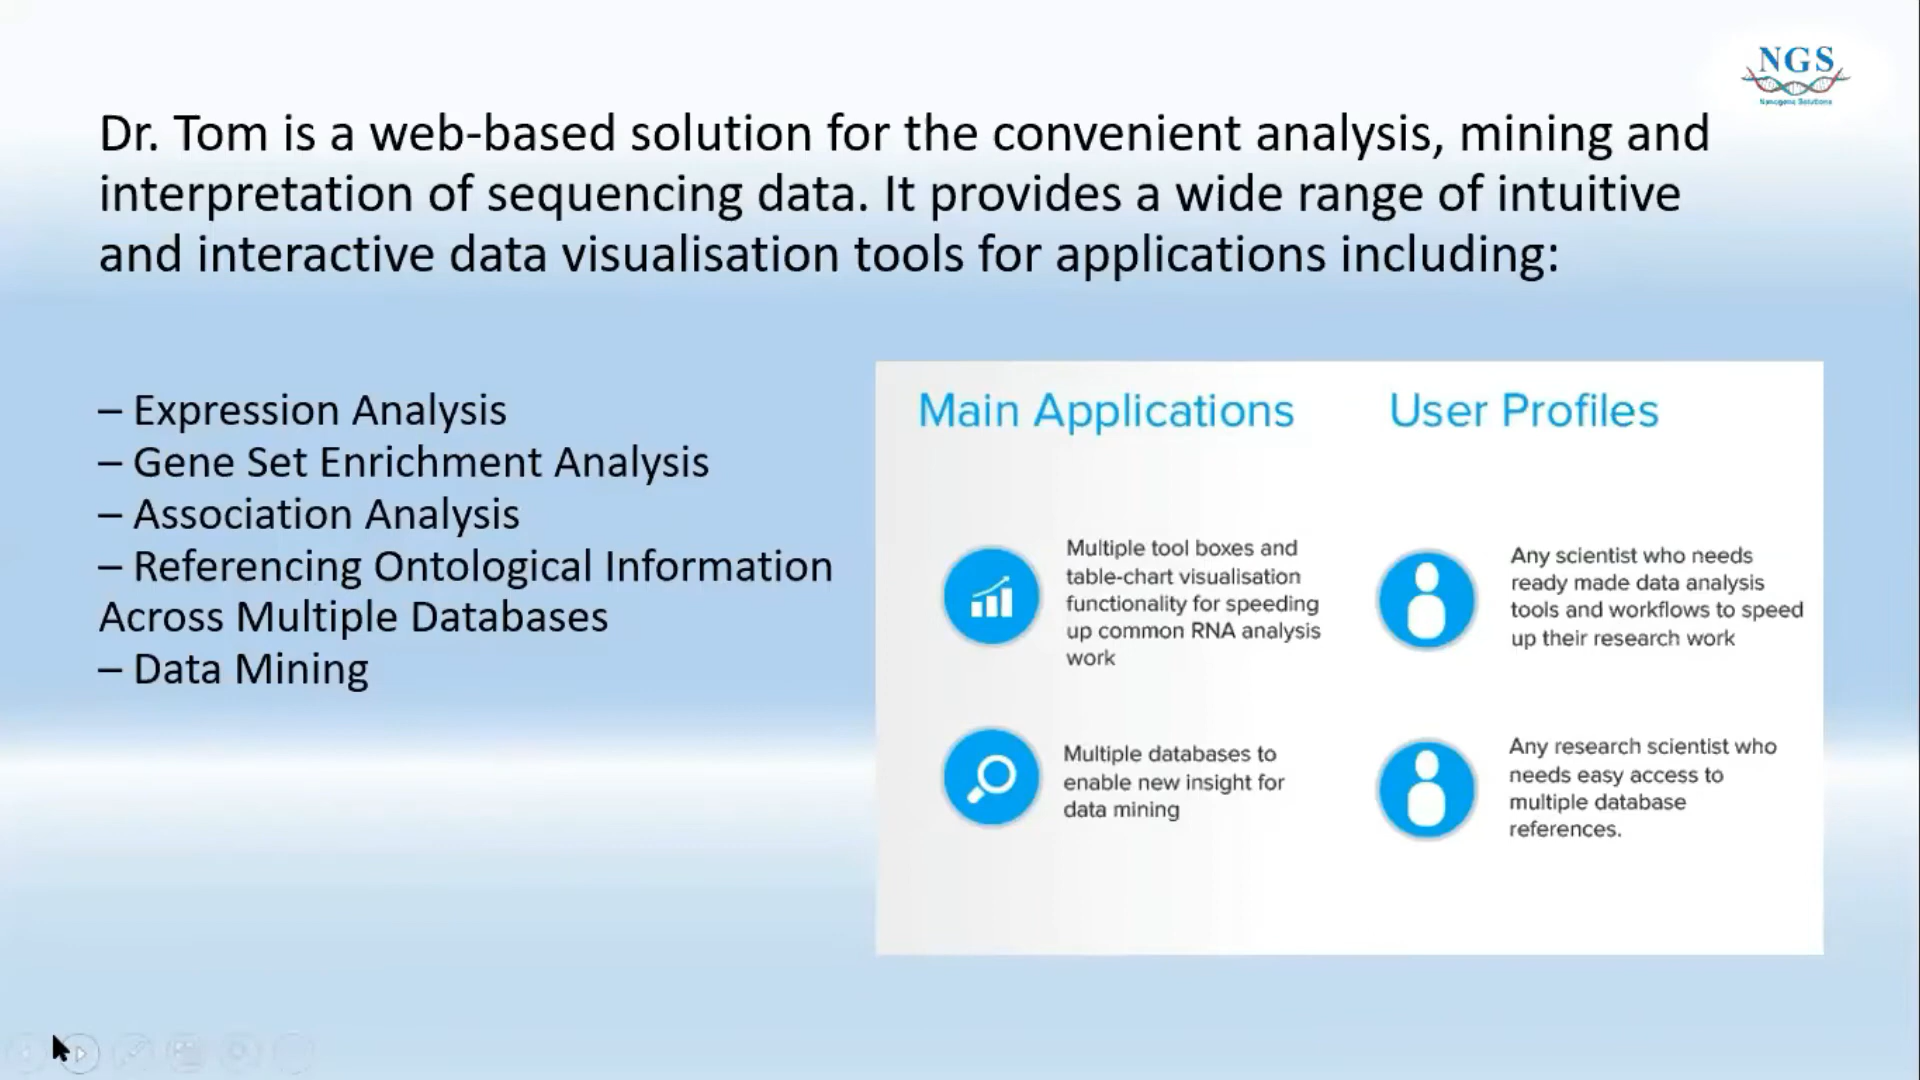 NGS
Nanogene Solutions
Dr. Tom is a web-based solution for the convenient analysis, mining and
interpretation of sequencing data. It provides a wide range of intuitive
and interactive data visualisation tools for applications including:
– Expression Analysis
– Gene Set Enrichment Analysis
– Association Analysis
– Referencing Ontological Information
Across Multiple Databases
– Data Mining
Main Applications
Multiple tool boxes and
table-chart visualisation
functionality for speeding
up common RNA analysis
work
Multiple databases to
enable new insight for
data mining
User Profiles
Any scientist who needs
ready made data analysis
tools and workflows to speed
up their research work
Any research scientist who
needs easy access to
multiple database
references.